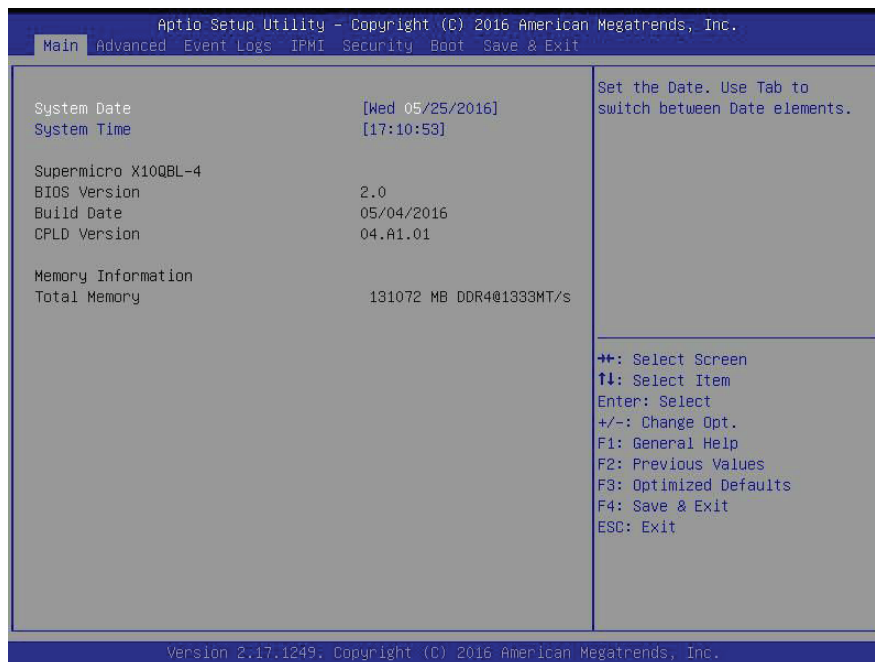 Aptio Setup Utility - Copyright (C) 2016 American Megatrends, Inc.
Main Advanced Event Logs IPMI Security Boot Save & Exit
System Date [Wed 05/25/2016]
System Time [17:10:53]
Supermicro X10QBL-4
BIOS Version 2.0
Build Date 05/04/2016
CPLD Version 04.A1.01
Memory Information
Total Memory 131072 MB DDR4@1333MT/s
Set the Date. Use Tab to
switch between Date elements.
→←: Select Screen
↑↓: Select Item
Enter: Select
+/-: Change Opt.
F1: General Help
F2: Previous Values
F3: Optimized Defaults
F4: Save & Exit
ESC: Exit
Version 2.17.1249. Copyright (C) 2016 American Megatrends, Inc.